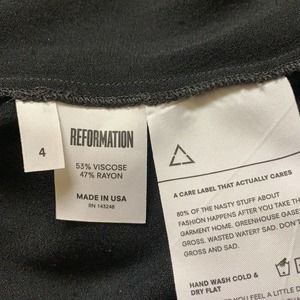 4
REFORMATION
53% VISCOSE
47% RAYON
MADE IN USA
RN 143248
A CARE LABEL THAT ACTUALLY CARES
80% OF THE NASTY STUFF ABOUT
FASHION HAPPENS AFTER YOU TAKE TH
GARMENT HOME. GREENHOUSE GASES
GROSS. WASTED WATER? SAD. DON'T
GROSS AND SAD.
HAND WASH COLD &
DRY FLAT